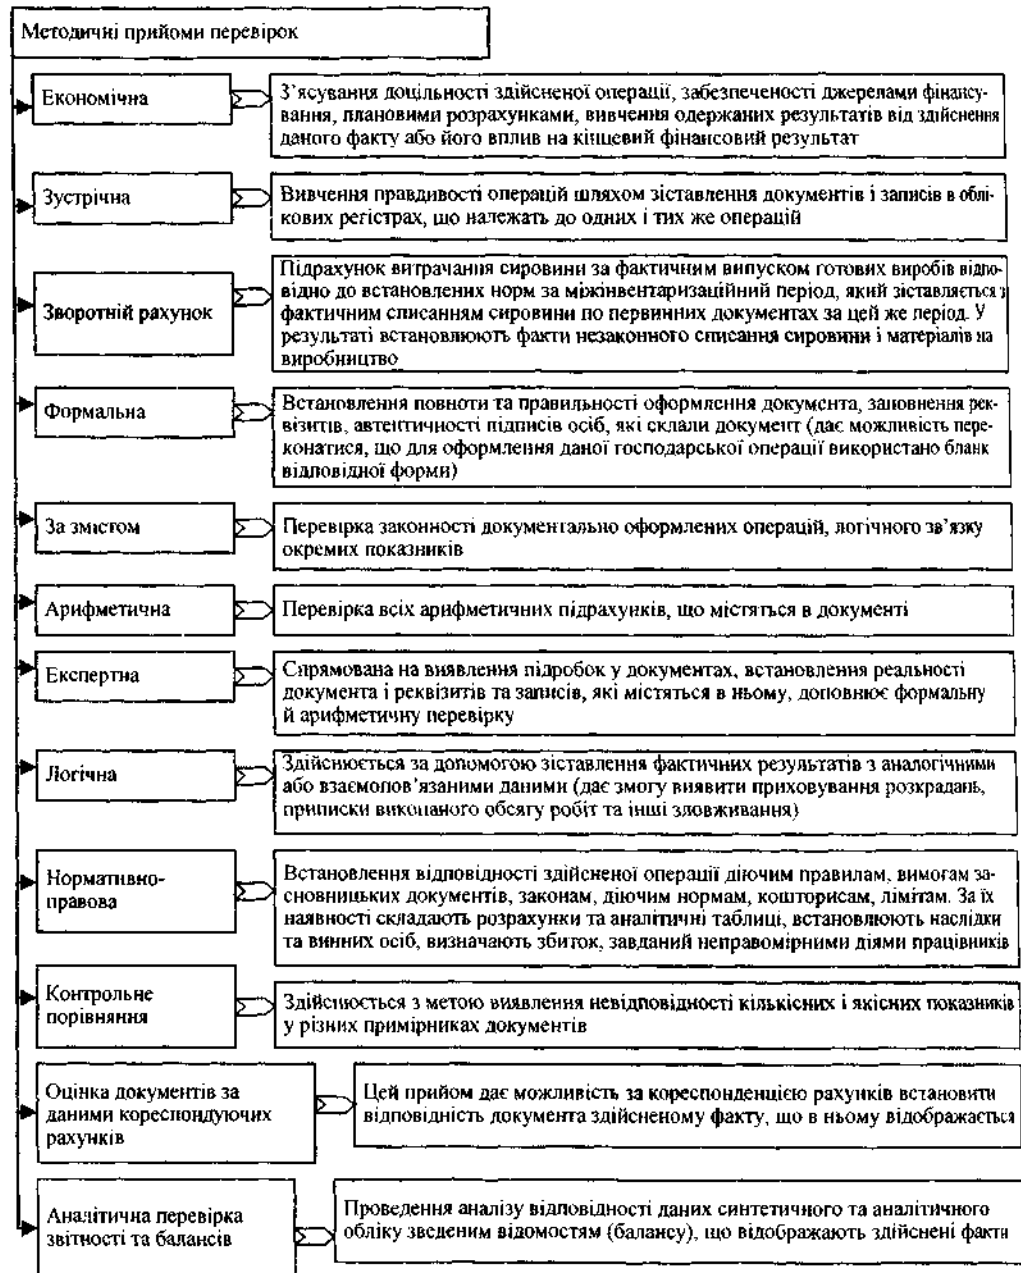 Методичні прийоми перевірок
Економічна
З’ясування доцільності здійсненої операції, забезпеченості джерелами фінансу-
вання, плановими розрахунками, вивчення одержаних результатів від здійснення
даного факту або його вплив на кінцевий фінансовий результат
Зустрічна
Вивчення правдивості операцій шляхом зіставлення документів і записів в облі-
кових регістрах, що належать до одних і тих же операцій
Зворотній рахунок
Підрахунок витрачання сировини за фактичним випуском готових виробів відпо-
відно до встановлених норм за міжінвентаризаційний період, який зіставляється з
фактичним списанням сировини по первинних документах за цей же період. У
результаті встановлюють факти незаконного списання сировини і матеріалів на
виробництво
Формальна
Встановлення повноти та правильності оформлення документа, заповнення рек-
візитів, автентичності підписів осіб, які склали документ (дає можливість пере-
конатися, що для оформлення даної господарської операції використано бланк
відповідної форми)
За змістом
Перевірка законності документально оформлених операцій, логічного зв’язку
окремих показників
Арифметична
Перевірка всіх арифметичних підрахунків, що містяться в документі
Експертна
Спрямована на виявлення підробок у документах, встановлення реальності
документа і реквізитів та записів, які містяться в ньому, доповнює формальну
й арифметичну перевірку
Логічна
Здійснюється за допомогою зіставлення фактичних результатів з аналогічними
або взаємопов’язаними даними (дає змогу виявити приховування розкрадань,
приписки виконаного обсягу робіт та інші зловживання)
Нормативно-
правова
Встановлення відповідності здійсненої операції діючим правилам, вимогам за-
сновницьких документів, законам, діючим нормам, кошторисам, лімітам. За їх
наявності складають розрахунки та аналітичні таблиці, встановлюють наслідки
та винних осіб, визначають збиток, завданий неправомірними діями працівників
Контрольне
порівняння
Здійснюється з метою виявлення невідповідності кількісних і якісних показників
у різних примірниках документів
Оцінка документів за
даними кореспондуючих
рахунків
Цей прийом дає можливість за кореспонденцією рахунків встановити
відповідність документа здійсненому факту, що в ньому відображається
Аналітична перевірка
звітності та балансів
Проведення аналізу відповідності даних синтетичного та аналітичного
обліку зведеним відомостям (балансу), що відображають здійснені факти